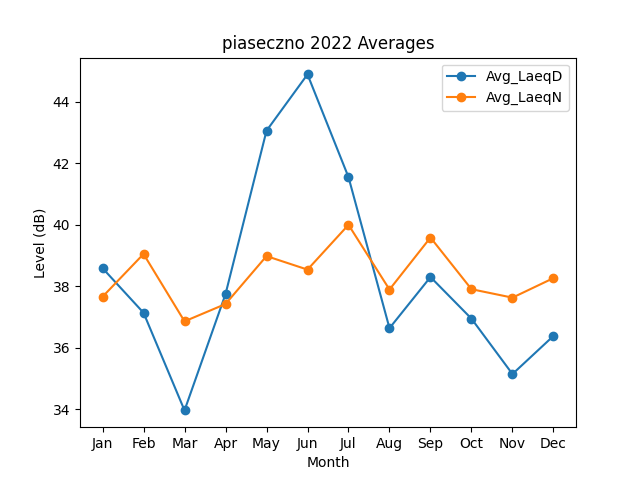 piaseczno 2022 Averages
Avg_LaeqD
Avg_LaeqN
Level (dB)
44
42
40
38
36
34
Jan Feb Mar Apr May Jun Jul Aug Sep Oct Nov Dec
Month